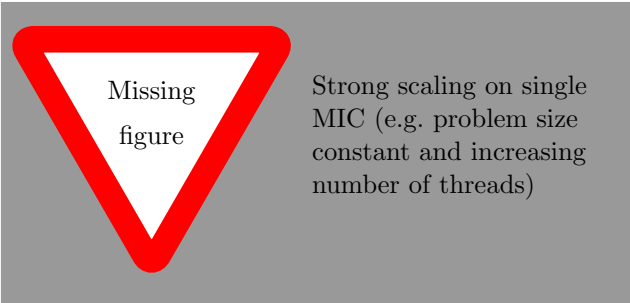 Missing
figure
Strong scaling on single
MIC (e.g. problem size
constant and increasing
number of threads)